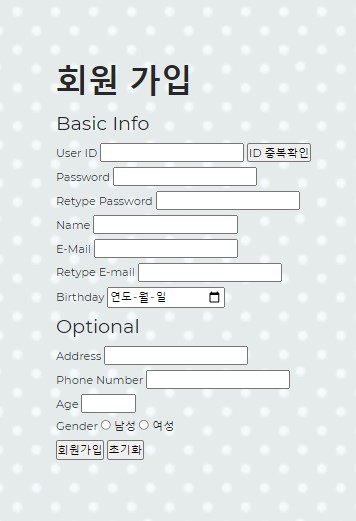 회원 가입
Basic Info
User ID ID 중복확인
Password
Retype Password
Name
E-Mail
Retype E-mail
Birthday 연도-월-일
Optional
Address
Phone Number
Age
Gender 남성 여성
회원가입 초기화